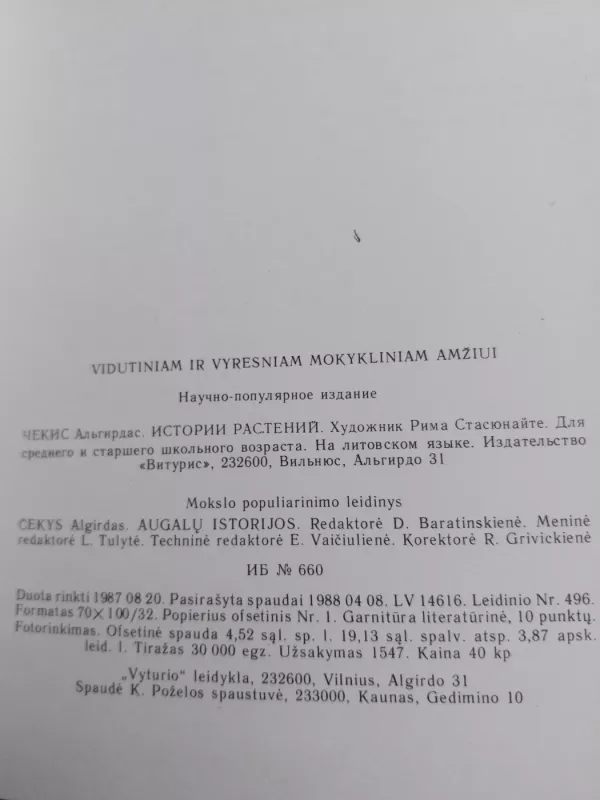 VIDUTINIAM IR VYRESNIAM MOKYKLINIAM AMŽIUI
Научно-популярное издание
ЧЕКИС Альгирдас. ИСТОРИИ РАСТЕНИЙ. Художник Рима Стасюнайте. Для
среднего и старшего школьного возраста. На литовском языке. Издательство
«Витурис», 232600, Вильнюс, Альгирдо 31
Mokslo populiarinimo leidinys
ČEKYS Algirdas. AUGALŲ ISTORIJOS. Redaktorė D. Baratinskienė. Meninė
redaktorė L. Tulytė. Techninė redaktorė E. Vaičiulienė. Korektorė R. Grivickienė
ИБ № 660
Duota rinkti 1987 08 20. Pasirašyta spaudai 1988 04 08. LV 14616. Leidinio Nr. 496.
Formatas 70×100/32. Popierius ofsetinis Nr. 1. Garnitūra literatūrinė, 10 punktų.
Fotorinkimas. Ofsetinė spauda 4,52 sąl. sp. l. 19,13 sąl. spalv. atsp. 3,87 apsk.
leid. l. Tiražas 30 000 egz. Užsakymas 1547. Kaina 40 kp
„Vyturio“ leidykla, 232600, Vilnius, Algirdo 31
Spaudė K. Poželos spaustuvė, 233000, Kaunas, Gedimino 10